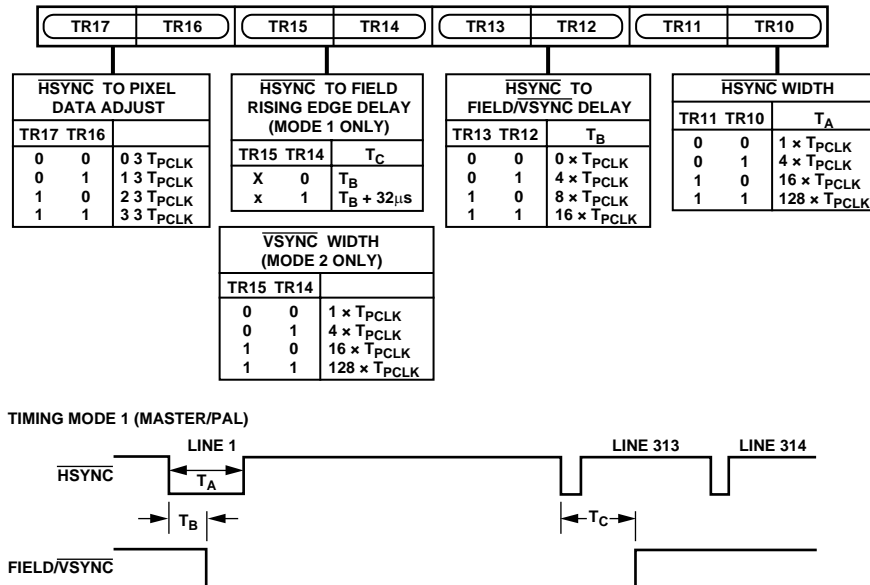 TR17 TR16 TR15 TR14 TR13 TR12 TR11 TR10
HSYNC TO PIXEL
DATA ADJUST
TR17 TR16
0 0 0 3 TPCLK
0 1 1 3 TPCLK
1 0 2 3 TPCLK
1 1 3 3 TPCLK
HSYNC TO FIELD
RISING EDGE DELAY
(MODE 1 ONLY)
TR15 TR14 TC
X 0 TB
x 1 TB + 32μs
HSYNC TO
FIELD/VSYNC DELAY
TR13 TR12 TB
0 0 0 × TPCLK
0 1 4 × TPCLK
1 0 8 × TPCLK
1 1 16 × TPCLK
HSYNC WIDTH
TR11 TR10 TA
0 0 1 × TPCLK
0 1 4 × TPCLK
1 0 16 × TPCLK
1 1 128 × TPCLK
VSYNC WIDTH
(MODE 2 ONLY)
TR15 TR14
0 0 1 × TPCLK
0 1 4 × TPCLK
1 0 16 × TPCLK
1 1 128 × TPCLK
TIMING MODE 1 (MASTER/PAL)
LINE 1 LINE 313 LINE 314
HSYNC
TA
TB TC
FIELD/VSYNC